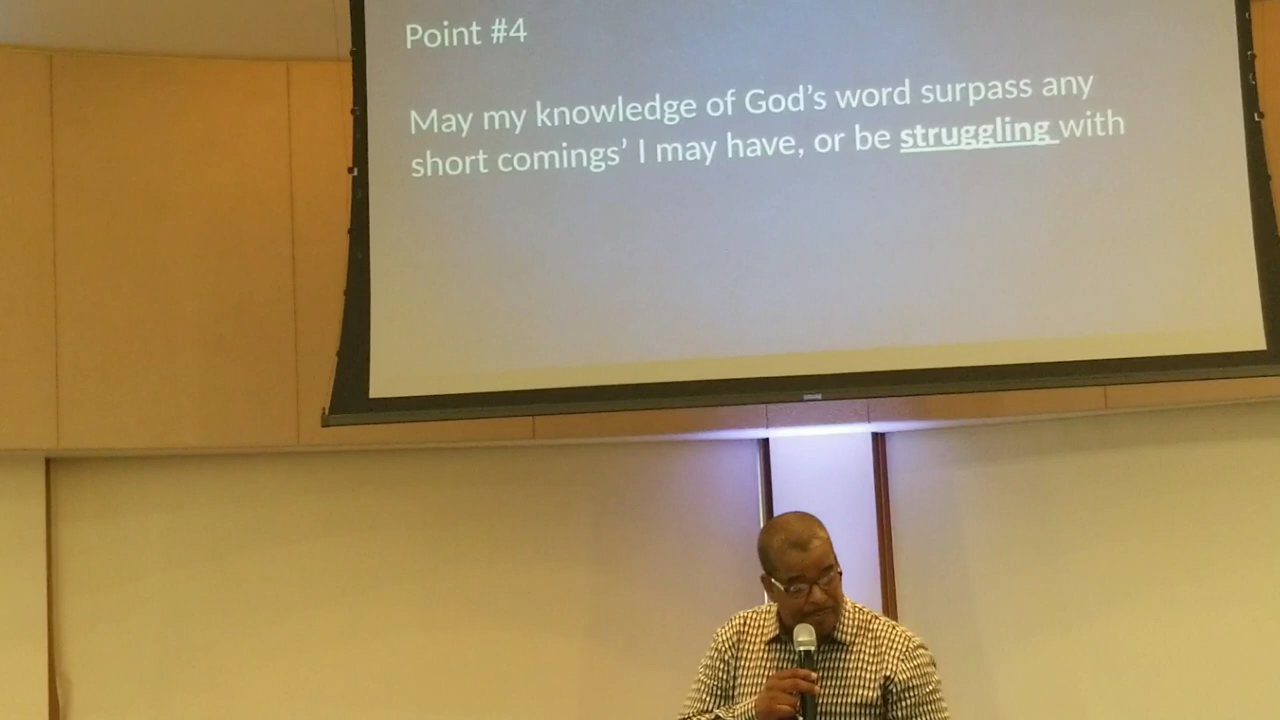 Point #4
May my knowledge of God’s word surpass any
short comings’ I may have, or be struggling with